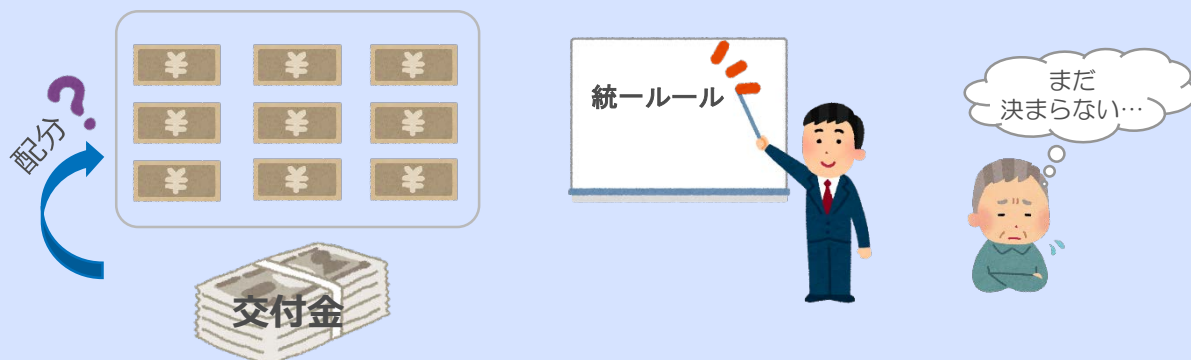 ¥ ¥ ¥
¥ ¥ ¥
¥ ¥ ¥
?
配分
交付金
統一ルール
まだ
決まらない…